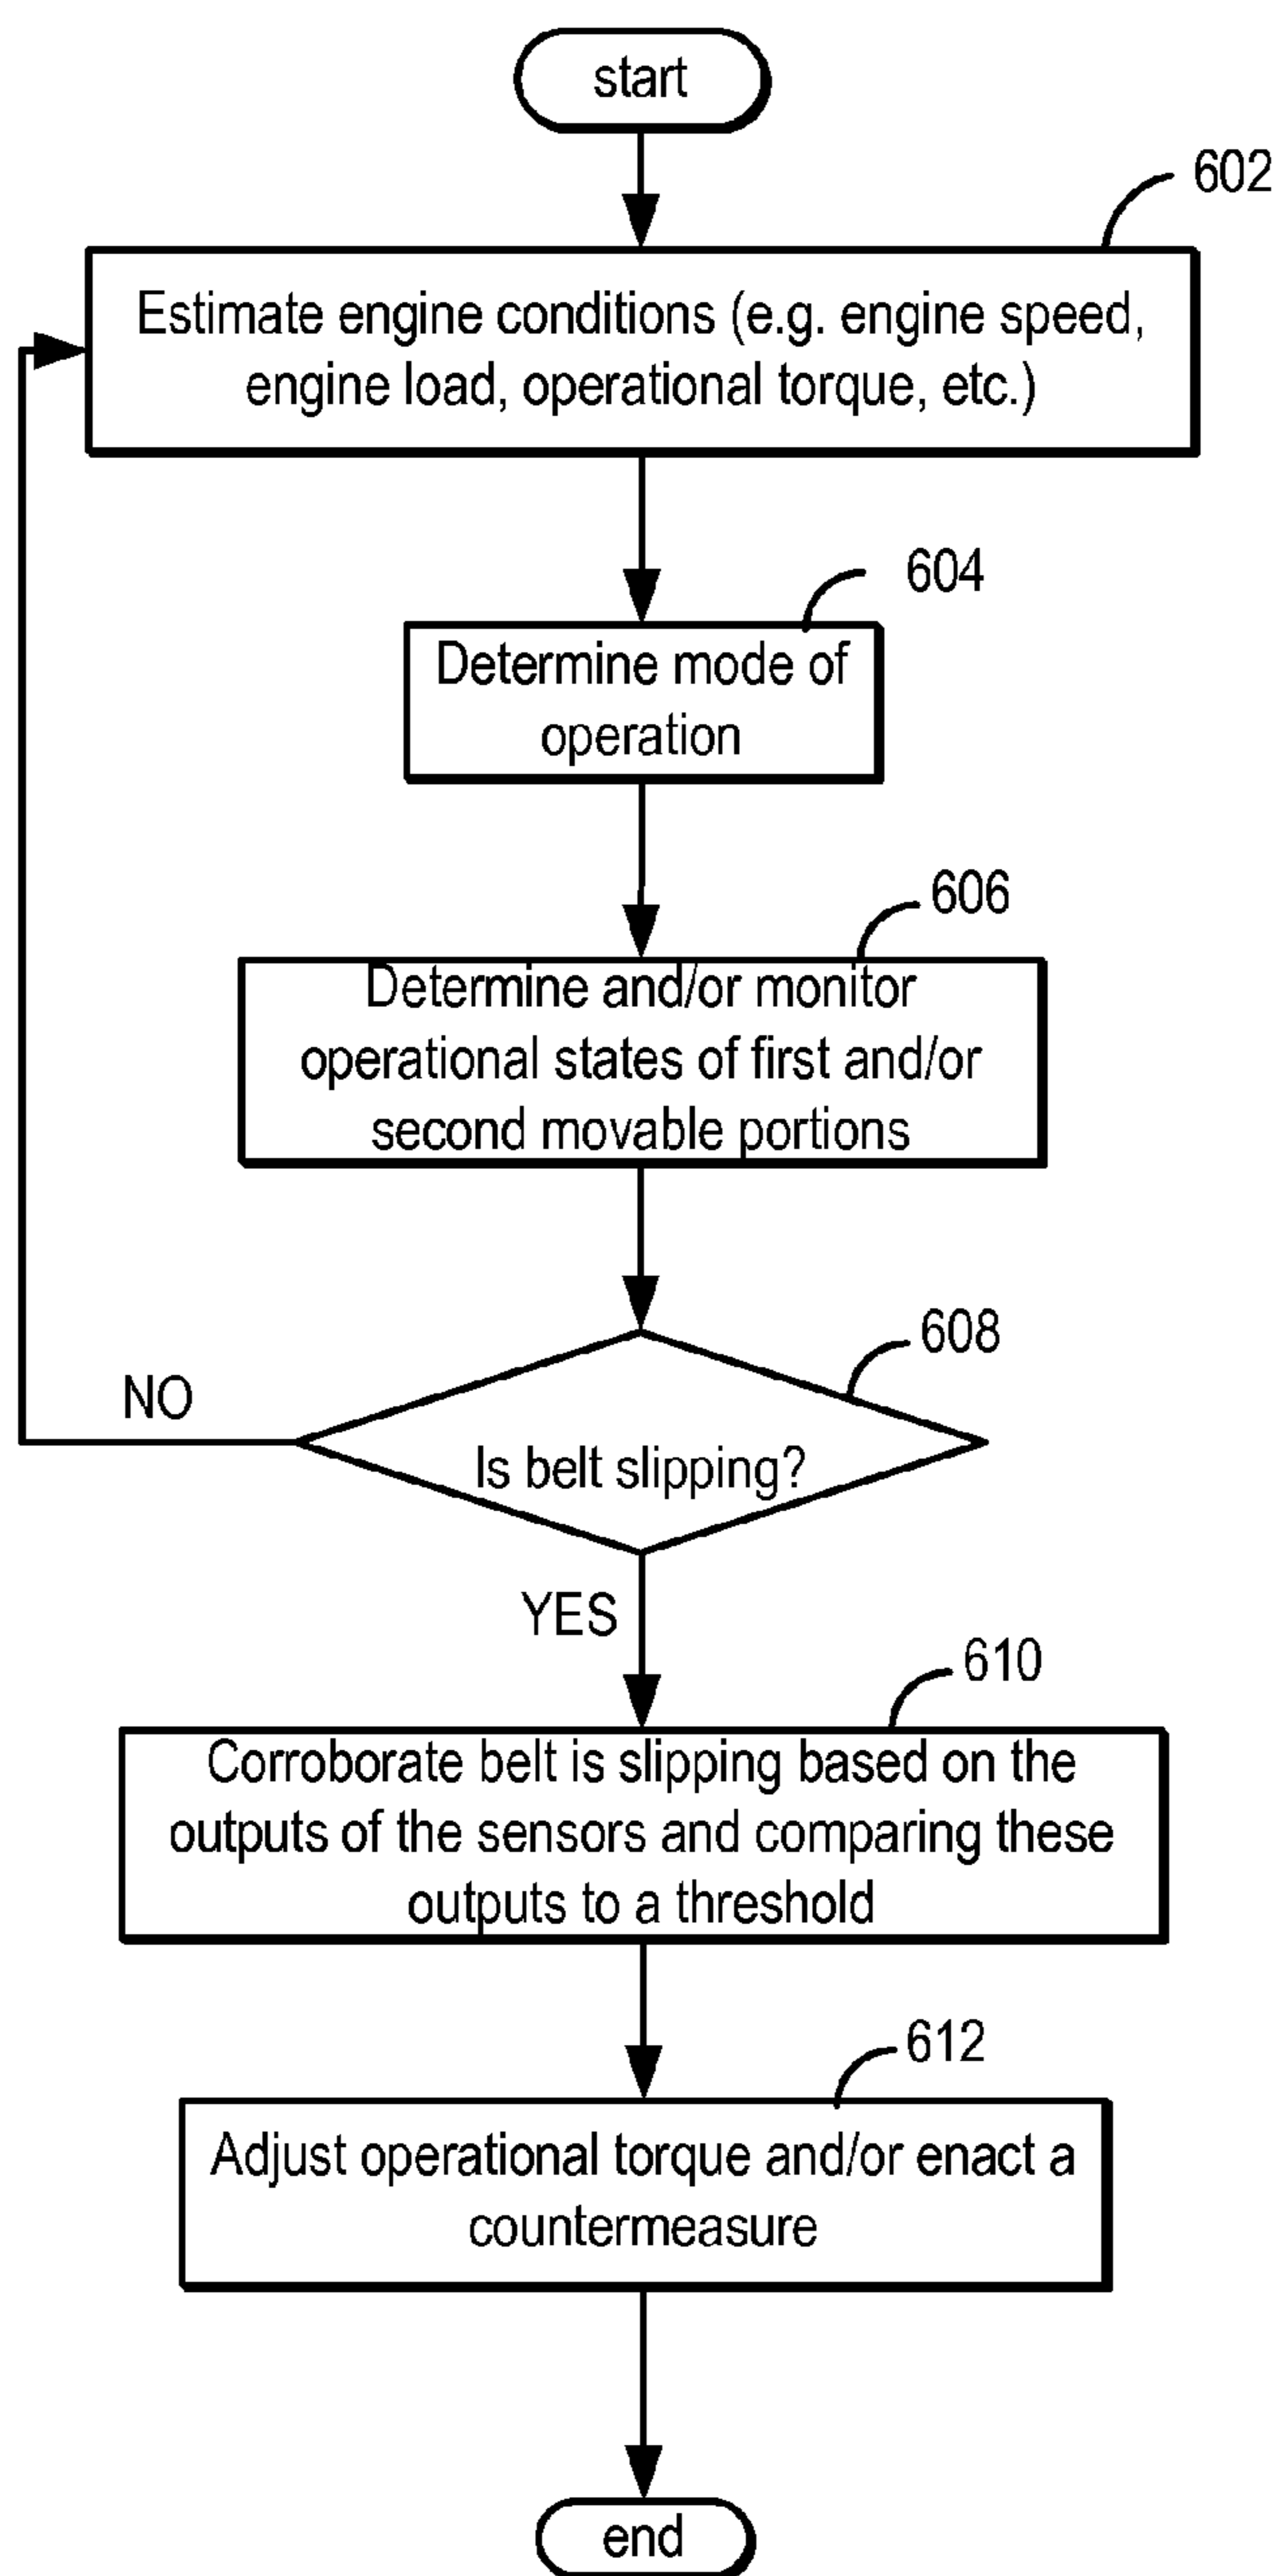 start
602
Estimate engine conditions (e.g. engine speed,
engine load, operational torque, etc.)
604
Determine mode of
operation
606
Determine and/or monitor
operational states of first and/or
second movable portions
608
NO
Is belt slipping?
YES
610
Corroborate belt is slipping based on the
outputs of the sensors and comparing these
outputs to a threshold
612
Adjust operational torque and/or enact a
countermeasure
end